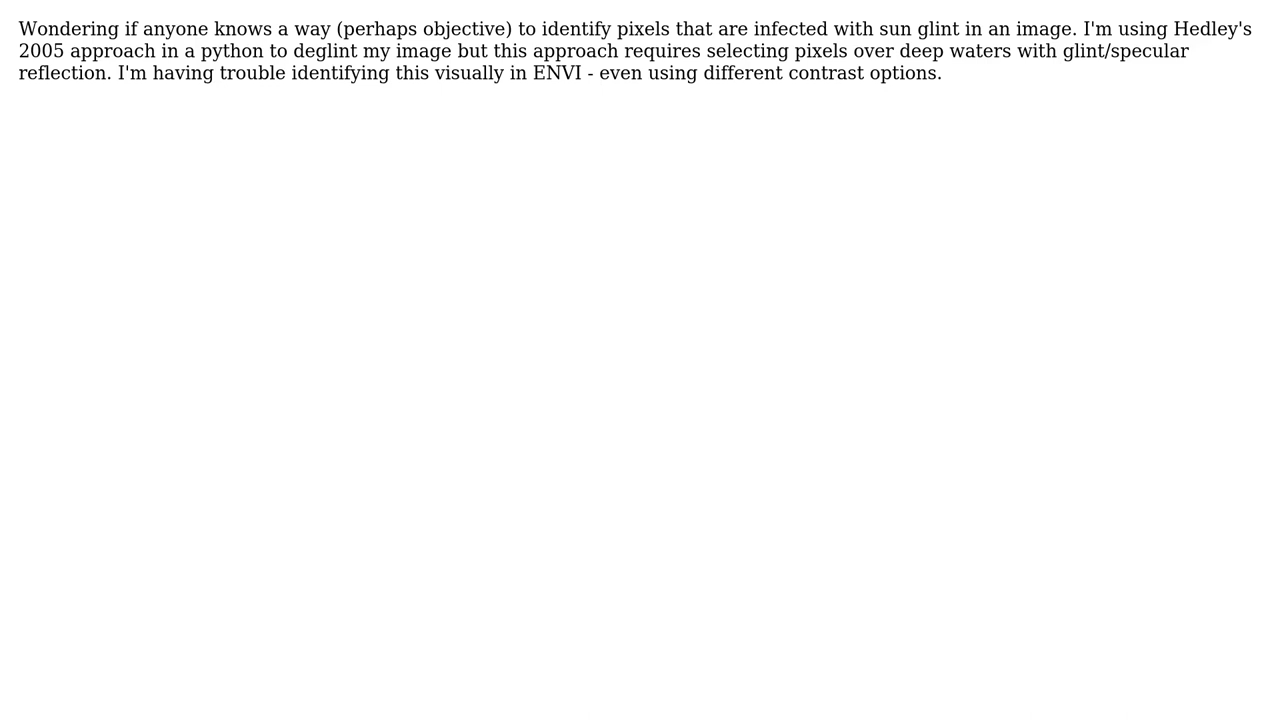 Wondering if anyone knows a way (perhaps objective) to identify pixels that are infected with sun glint in an image. I'm using Hedley's
2005 approach in a python to deglint my image but this approach requires selecting pixels over deep waters with glint/specular
reflection. I'm having trouble identifying this visually in ENVI - even using different contrast options.